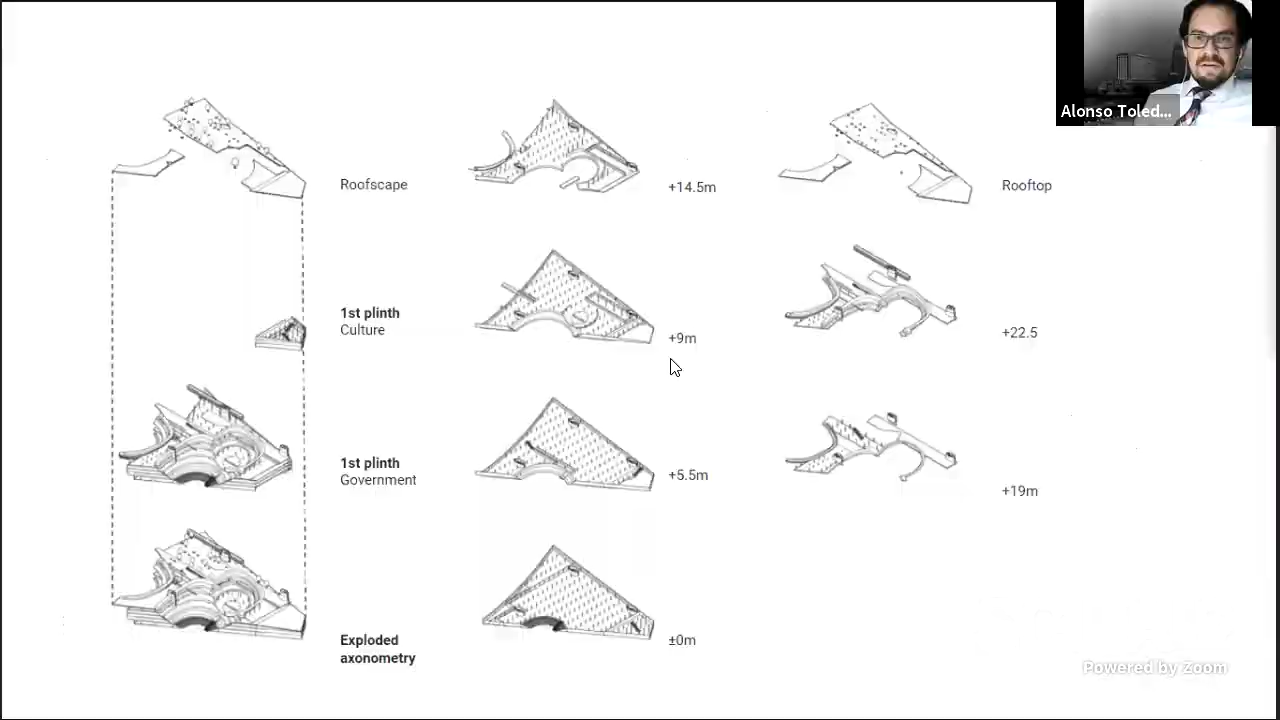 Alonso Toled...
Roofscape
+14.5m
Rooftop
1st plinth
Culture
+9m
+22.5
1st plinth
Government
+5.5m
+19m
Exploded
axonometry
±0m
Powered by Zoom